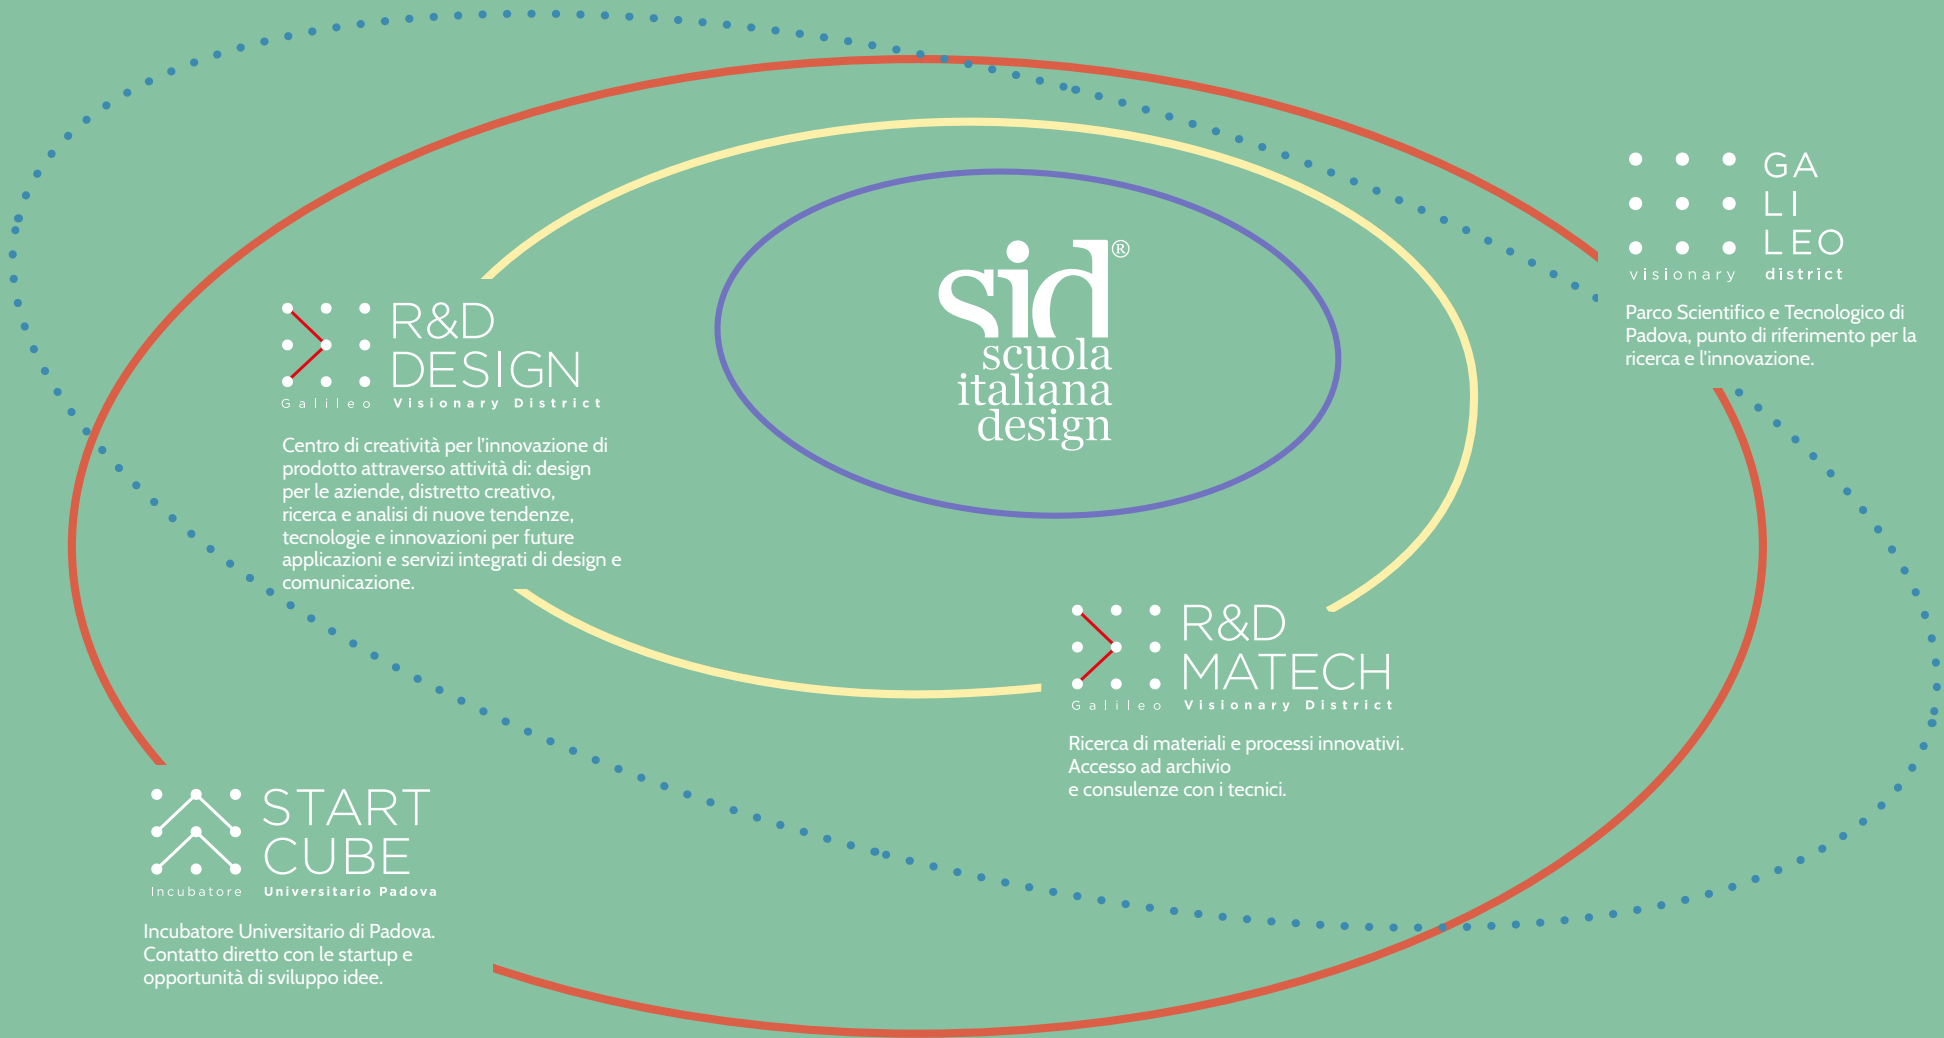 sid®
scuola
italiana
design
GA
LI
LEO
visionary district
Parco Scientifico e Tecnologico di
Padova, punto di riferimento per la
ricerca e l'innovazione.
R&D
DESIGN
Galileo Visionary District
Centro di creatività per l'innovazione di
prodotto attraverso attività di: design
per le aziende, distretto creativo,
ricerca e analisi di nuove tendenze,
tecnologie e innovazioni per future
applicazioni e servizi integrati di design e
comunicazione.
R&D
MATECH
Galileo Visionary District
Ricerca di materiali e processi innovativi.
Accesso ad archivio
e consulenze con i tecnici.
START
CUBE
Incubatore Universitario Padova
Incubatore Universitario di Padova.
Contatto diretto con le startup e
opportunità di sviluppo idee.